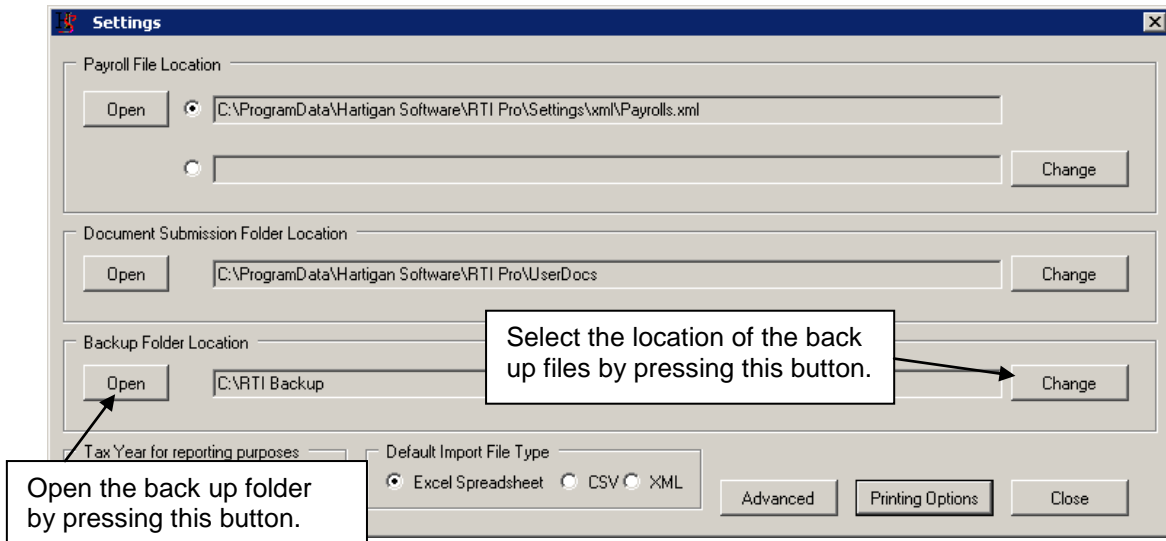 Settings
Payroll File Location
Open C:\ProgramData\Hartigan Software\RTI Pro\Settings\xml\Payrolls.xml
Change
Document Submission Folder Location
Open C:\ProgramData\Hartigan Software\RTI Pro\UserDocs Change
Select the location of the back
up files by pressing this button.
Backup Folder Location
Open C:\RTI Backup Change
Tax Year for reporting purposes
Default Import File Type
Excel Spreadsheet CSV XML
Open the back up folder
by pressing this button.
Advanced Printing Options Close